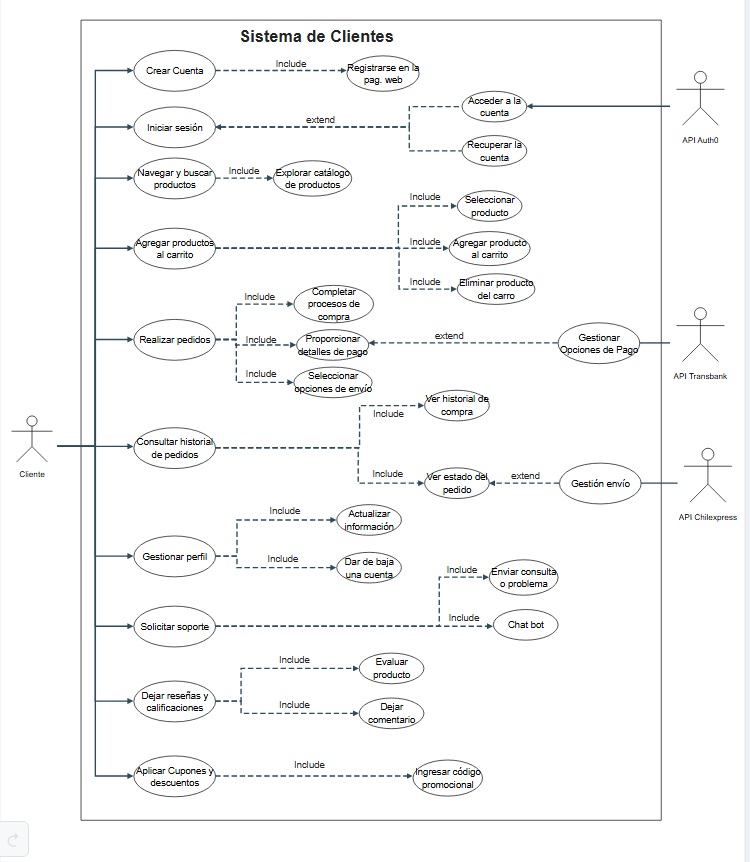 Sistema de Clientes
Crear Cuenta
Include
Registrarse en la
pag. web
Iniciar sesión
extend
Acceder a la
cuenta
Recuperar la
cuenta
API Auth0
Navegar y buscar
productos
Include
Explorar catálogo
de productos
Agregar productos
al carrito
Include
Seleccionar
producto
Include
Agregar producto
al carrito
Include
Eliminar producto
del carro
Realizar pedidos
Include
Completar
procesos de
compra
Include
Proporcionar
detalles de pago
extend
Gestionar
Opciones de Pago
API Transbank
Include
Seleccionar
opciones de envío
Cliente
Consultar historial
de pedidos
Include
Ver historial de
compra
Include
Ver estado del
pedido
extend
Gestión envío
API Chilexpress
Gestionar perfil
Include
Actualizar
información
Include
Dar de baja
una cuenta
Solicitar soporte
Include
Enviar consulta
o problema
Include
Chat bot
Dejar reseñas y
calificaciones
Include
Evaluar
producto
Include
Dejar
comentario
Aplicar Cupones y
descuentos
Include
Ingresar código
promocional